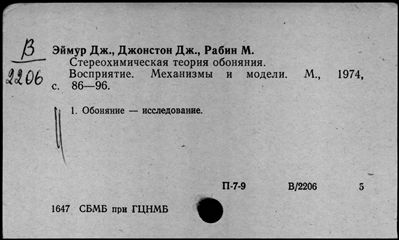 В
2206
Эймур Дж., Джонстон Дж., Рабин М.
Стереохимическая теория обоняния.
Восприятие. Механизмы и модели. М., 1974,
с. 86—96.
1. Обоняние — исследование.
П-7-9 В/2206 5
1647 СБМБ при ГЦНМБ